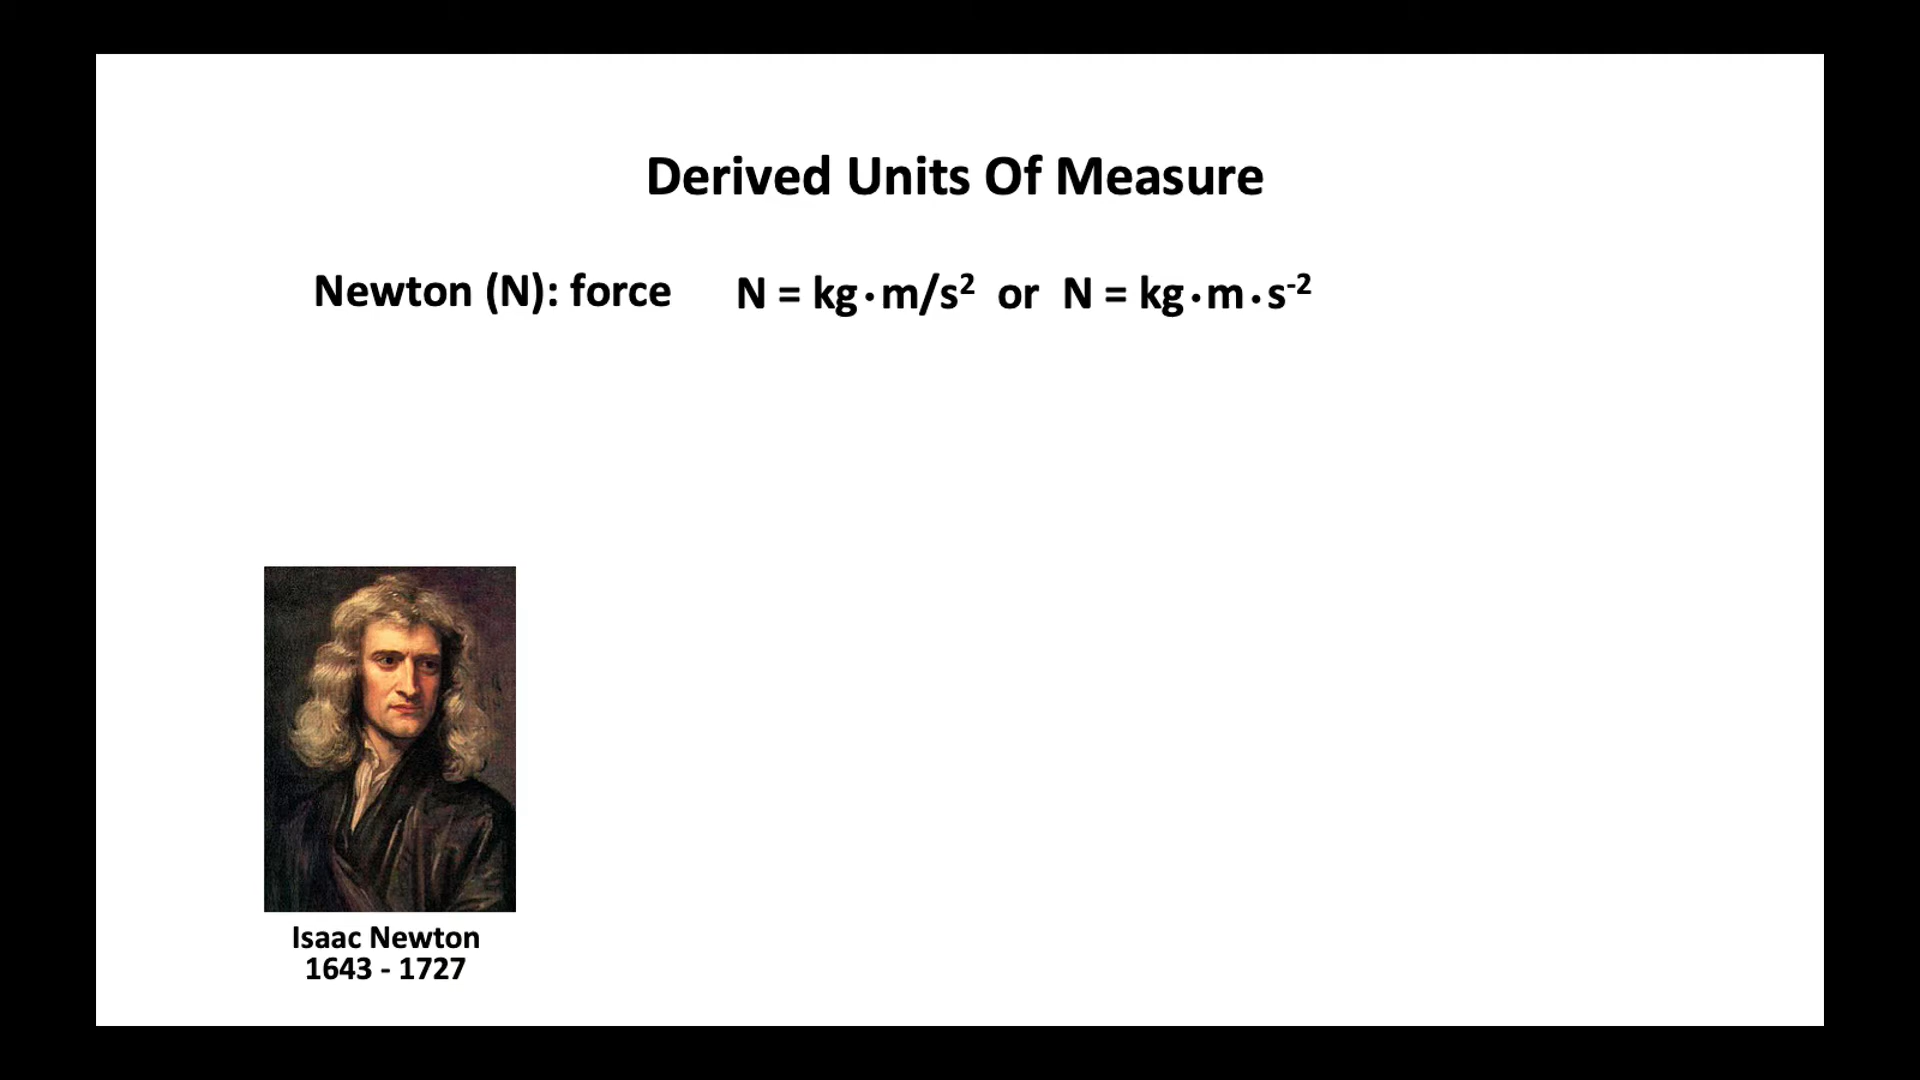 Derived Units Of Measure
Newton (N): force N = kg·m/s² or N = kg·m·s⁻²
Isaac Newton
1643 - 1727